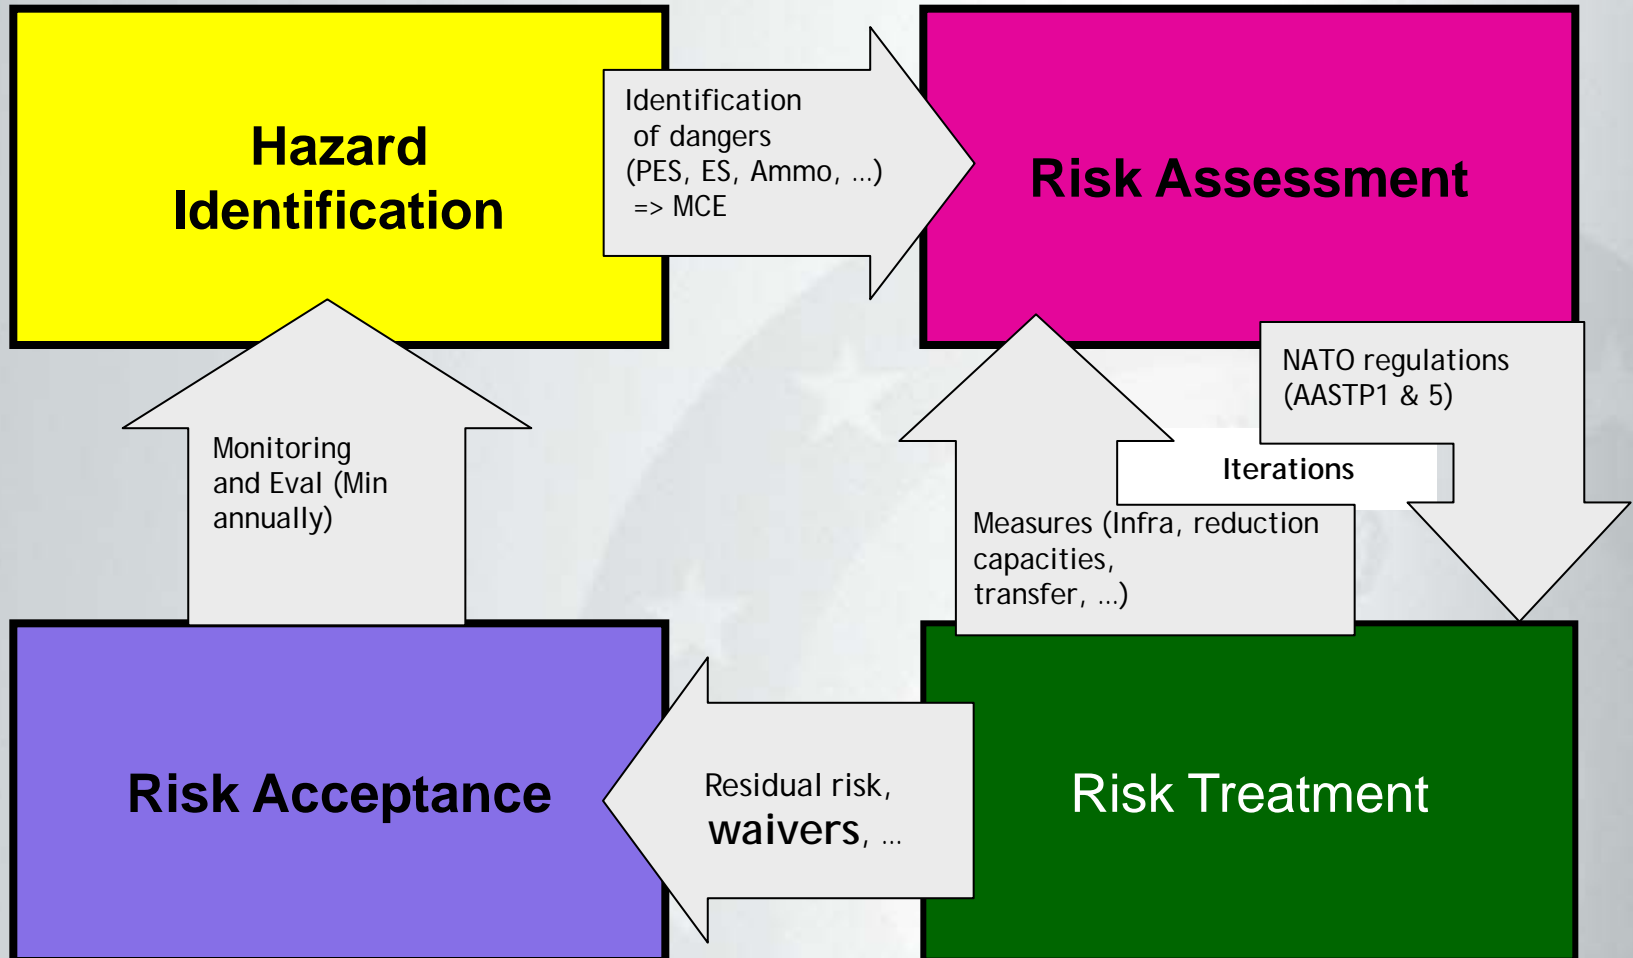 Hazard
Identification
Identification
of dangers
(PES, ES, Ammo, ...)
=> MCE
Risk Assessment
NATO regulations
(AASTP1 & 5)
Iterations
Measures (Infra, reduction
capacities,
transfer, ...)
Monitoring
and Eval (Min
annually)
Risk Acceptance
Residual risk,
waivers, ...
Risk Treatment